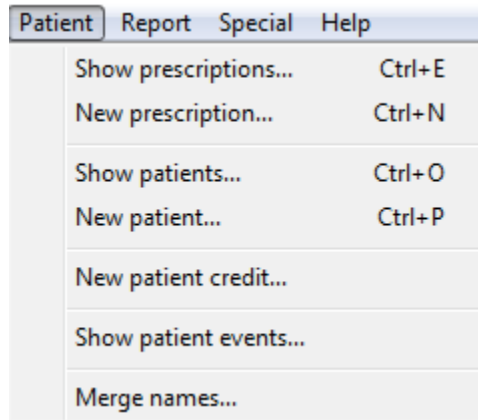 Patient Report Special Help
Show prescriptions... Ctrl+E
New prescription... Ctrl+N
Show patients... Ctrl+O
New patient... Ctrl+P
New patient credit...
Show patient events...
Merge names...